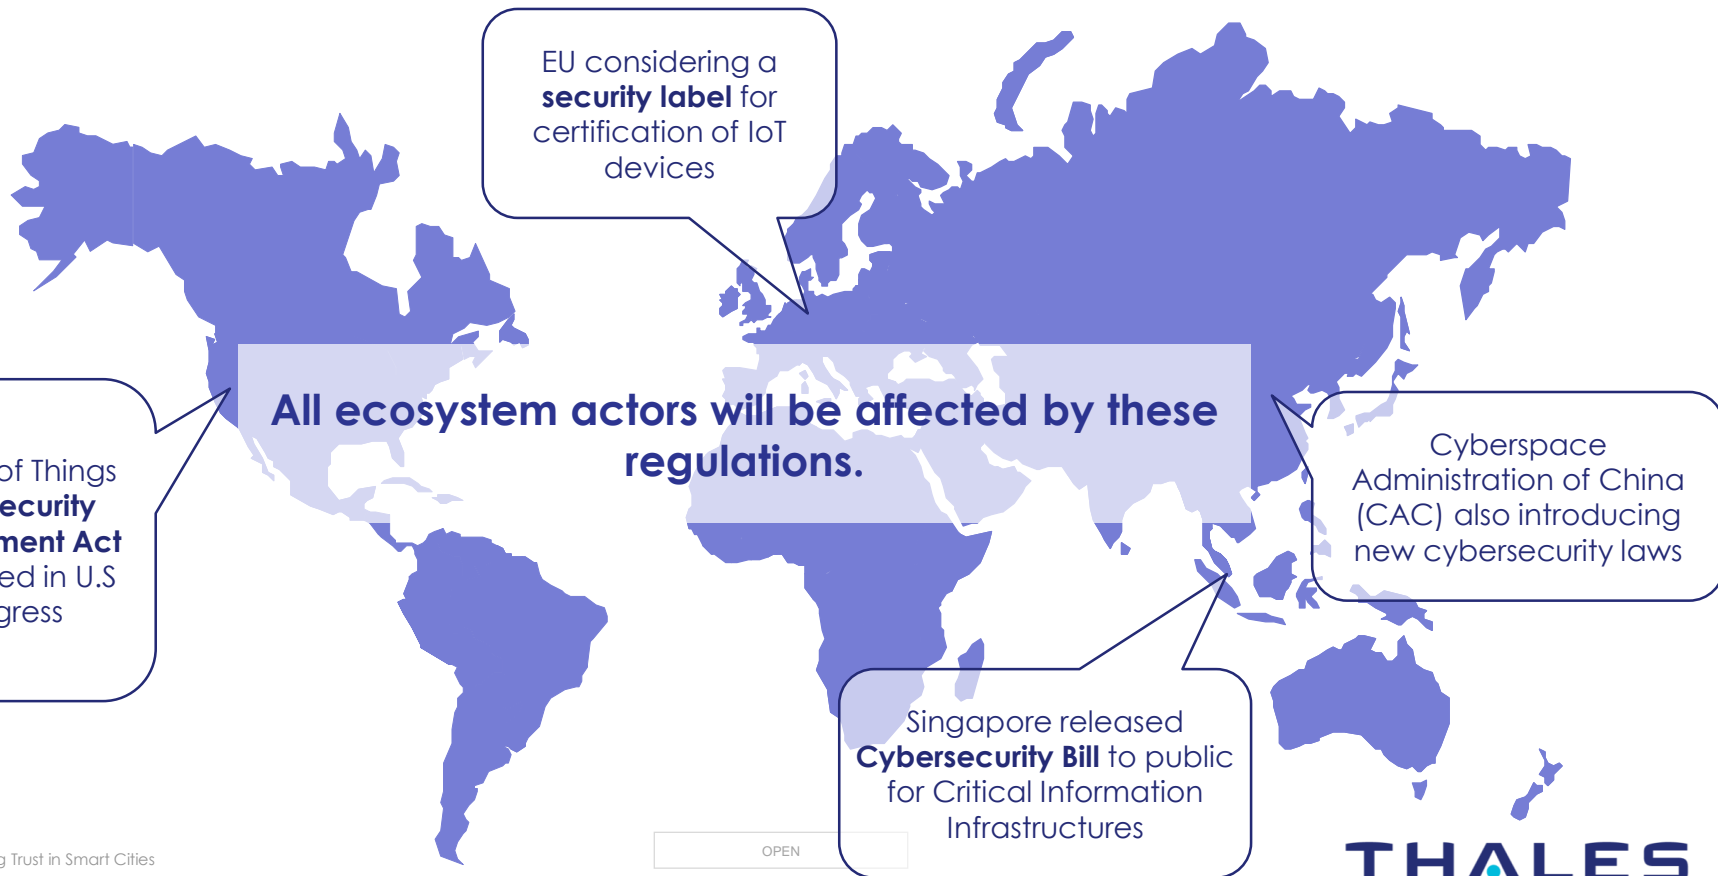 EU considering a
security label for
certification of IoT
devices
All ecosystem actors will be affected by these
regulations.
of Things
ecurity
ment Act
ed in U.S
gress
Cyberspace
Administration of China
(CAC) also introducing
new cybersecurity laws
Singapore released
Cybersecurity Bill to public
for Critical Information
Infrastructures
g Trust in Smart Cities
OPEN
THALES